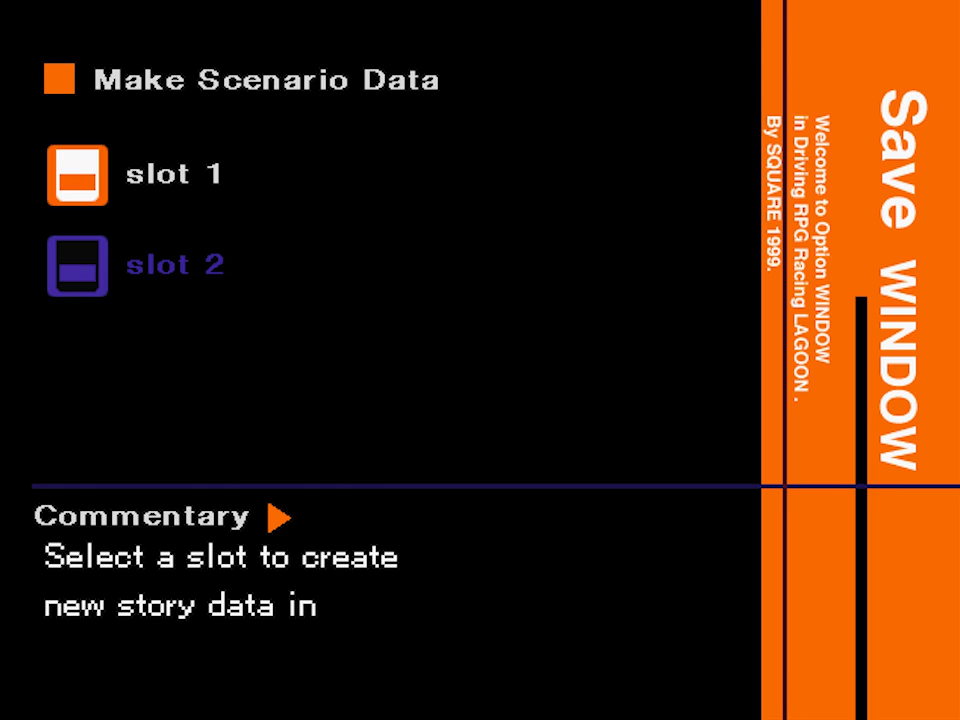 Make Scenario Data
slot 1
slot 2
Commentary
Select a slot to create
new story data in
Save WINDOW
Welcome to Option WINDOW
in Driving RPG Racing LAGOON .
By SQUARE 1999.